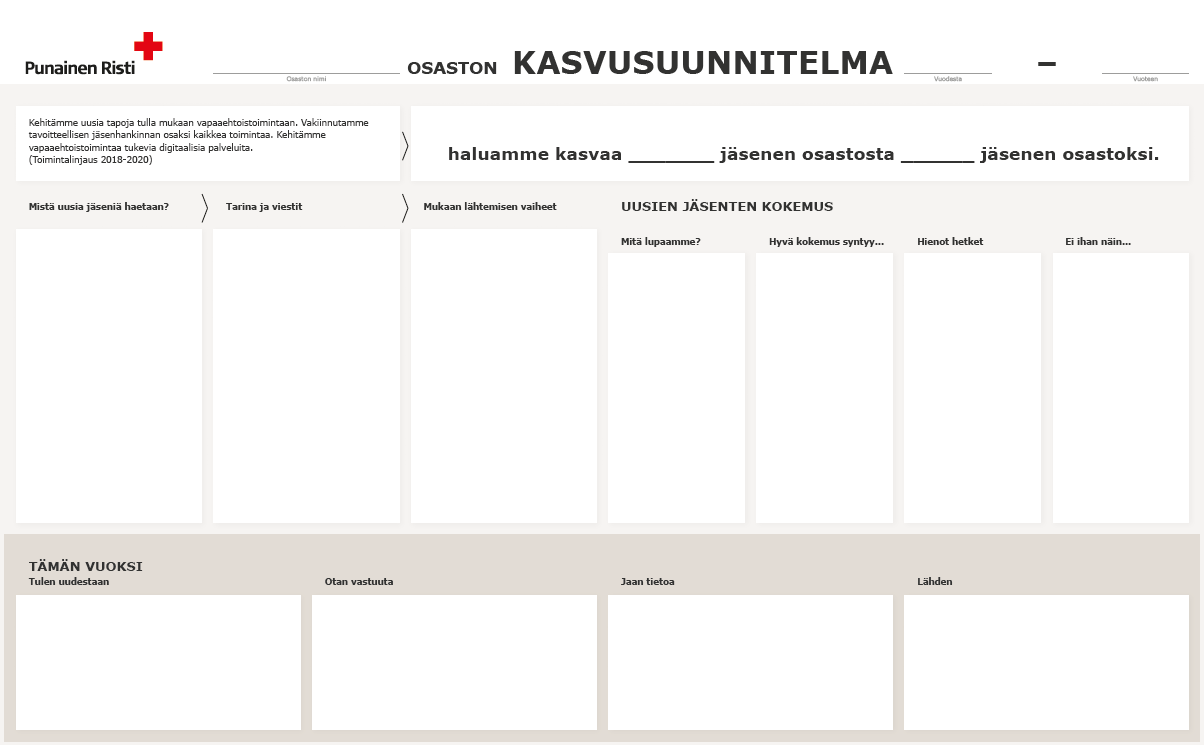 Punainen Risti
Osaston nimi
OSASTON KASVUSUUNNITELMA
Vuodesta
–
Vuoteen
Kehitämme uusia tapoja tulla mukaan vapaaehtoistoimintaan. Vakiinnutamme
tavoitteellisen jäsenhankinnan osaksi kaikkea toimintaa. Kehitämme
vapaaehtoistoimintaa tukevia digitaalisia palveluita.
(Toimintalinjaus 2018-2020)
haluamme kasvaa _______ jäsenen osastosta ______ jäsenen osastoksi.
Mistä uusia jäseniä haetaan?
Tarina ja viestit
Mukaan lähtemisen vaiheet
UUSIEN JÄSENTEN KOKEMUS
Mitä lupaamme?
Hyvä kokemus syntyy...
Hienot hetket
Ei ihan näin...
TÄMÄN VUOKSI
Tulen uudestaan
Otan vastuuta
Jaan tietoa
Lähden